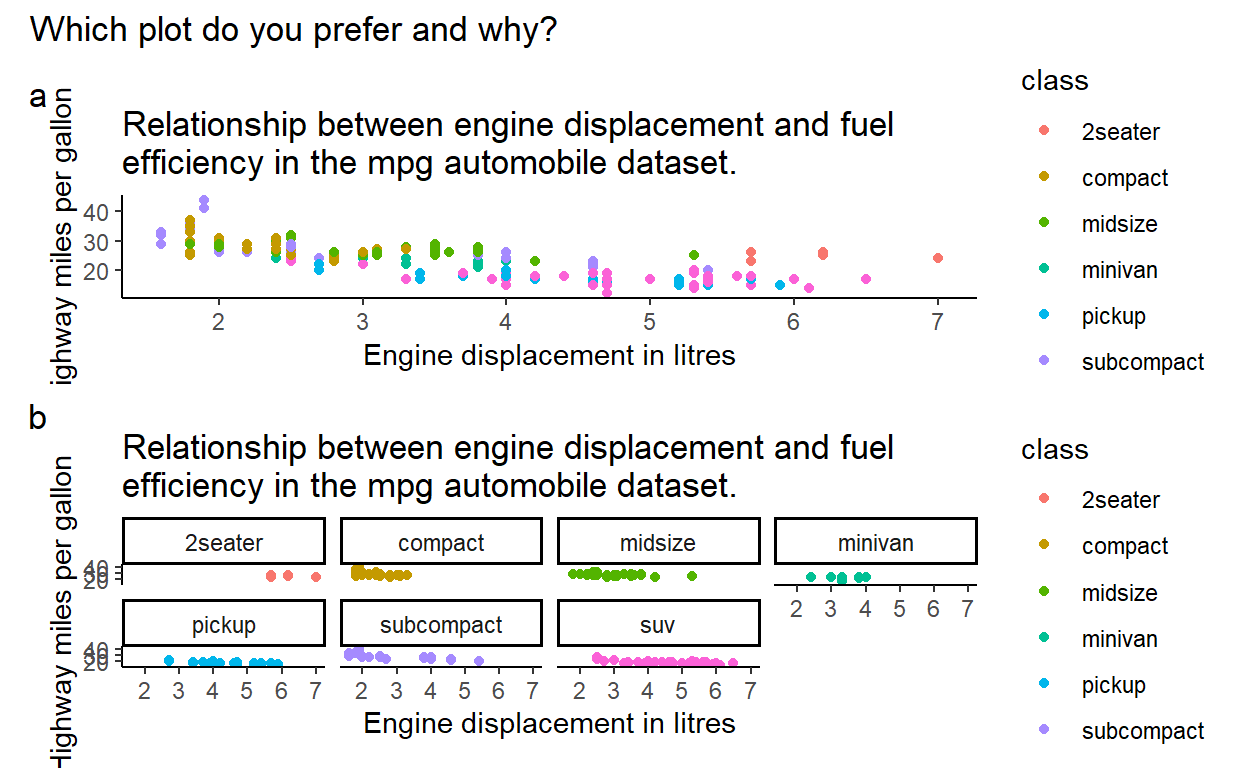 Which plot do you prefer and why?
a
Relationship between engine displacement and fuel
efficiency in the mpg automobile dataset.
ighway miles per gallon
40
30
20
2 3 4 5 6 7
Engine displacement in litres
class
2seater
compact
midsize
minivan
pickup
subcompact
b
Relationship between engine displacement and fuel
efficiency in the mpg automobile dataset.
Highway miles per gallon
2seater compact midsize minivan
40
30
20
2 3 4 5 6 7
pickup subcompact suv
40
30
20
2 3 4 5 6 7 2 3 4 5 6 7 2 3 4 5 6 7
Engine displacement in litres
class
2seater
compact
midsize
minivan
pickup
subcompact